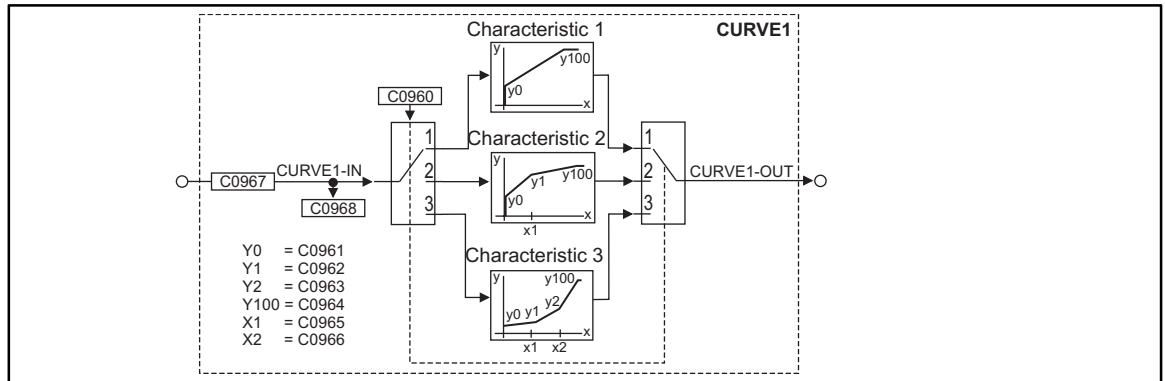 CURVE1
Characteristic 1
y
y100
y0
x
C0960
1
2
3
Characteristic 2
y
y1
y100
y0
x
x1
1
2
3
CURVE1-IN
C0967
C0968
CURVE1-OUT
Characteristic 3
y
y100
y2
y0
y1
x
x1
x2
Y0 = C0961
Y1 = C0962
Y2 = C0963
Y100 = C0964
X1 = C0965
X2 = C0966